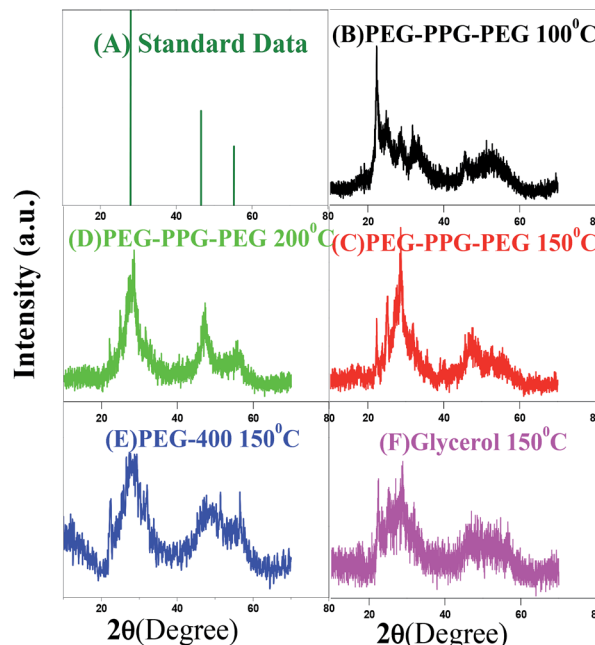 (A) Standard Data
(B)PEG-PPG-PEG 100⁰C
20 40 60 80
20 40 60 80
(D)PEG-PPG-PEG 200⁰C
(C)PEG-PPG-PEG 150⁰C
20 40 60 80
20 40 60 80
(E)PEG-400 150⁰C
(F)Glycerol 150⁰C
20 40 60 80
20 40 60 80
2θ(Degree)
2θ(Degree)
Intensity (a.u.)